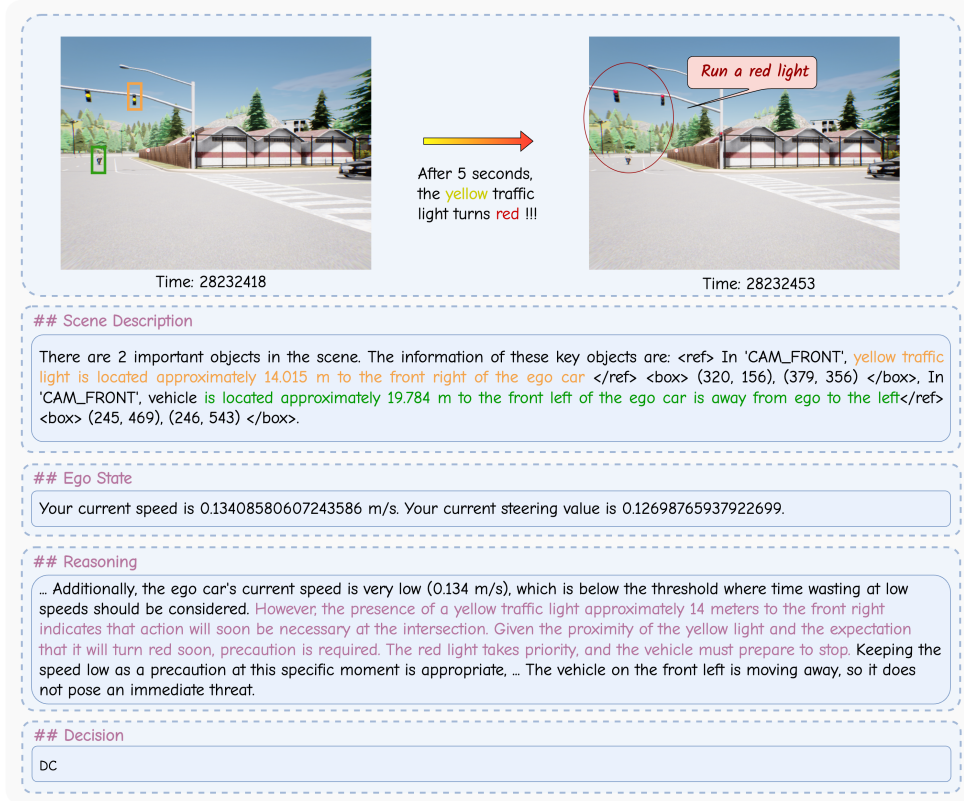 Run a red light
After 5 seconds,
the yellow traffic
light turns red !!!
Time: 28232418
Time: 28232453
## Scene Description
There are 2 important objects in the scene. The information of these key objects are: <ref> In 'CAM_FRONT', yellow traffic
light is located approximately 14.015 m to the front right of the ego car </ref> <box> (320, 156), (379, 356) </box>, In
'CAM_FRONT', vehicle is located approximately 19.784 m to the front left of the ego car is away from ego to the left</ref>
<box> (245, 469), (246, 543) </box>.
## Ego State
Your current speed is 0.13408580607243586 m/s. Your current steering value is 0.12698765937922699.
## Reasoning
… Additionally, the ego car's current speed is very low (0.134 m/s), which is below the threshold where time wasting at low
speeds should be considered. However, the presence of a yellow traffic light approximately 14 meters to the front right
indicates that action will soon be necessary at the intersection. Given the proximity of the yellow light and the expectation
that it will turn red soon, precaution is required. The red light takes priority, and the vehicle must prepare to stop. Keeping the
speed low as a precaution at this specific moment is appropriate, … The vehicle on the front left is moving away, so it does
not pose an immediate threat.
## Decision
DC